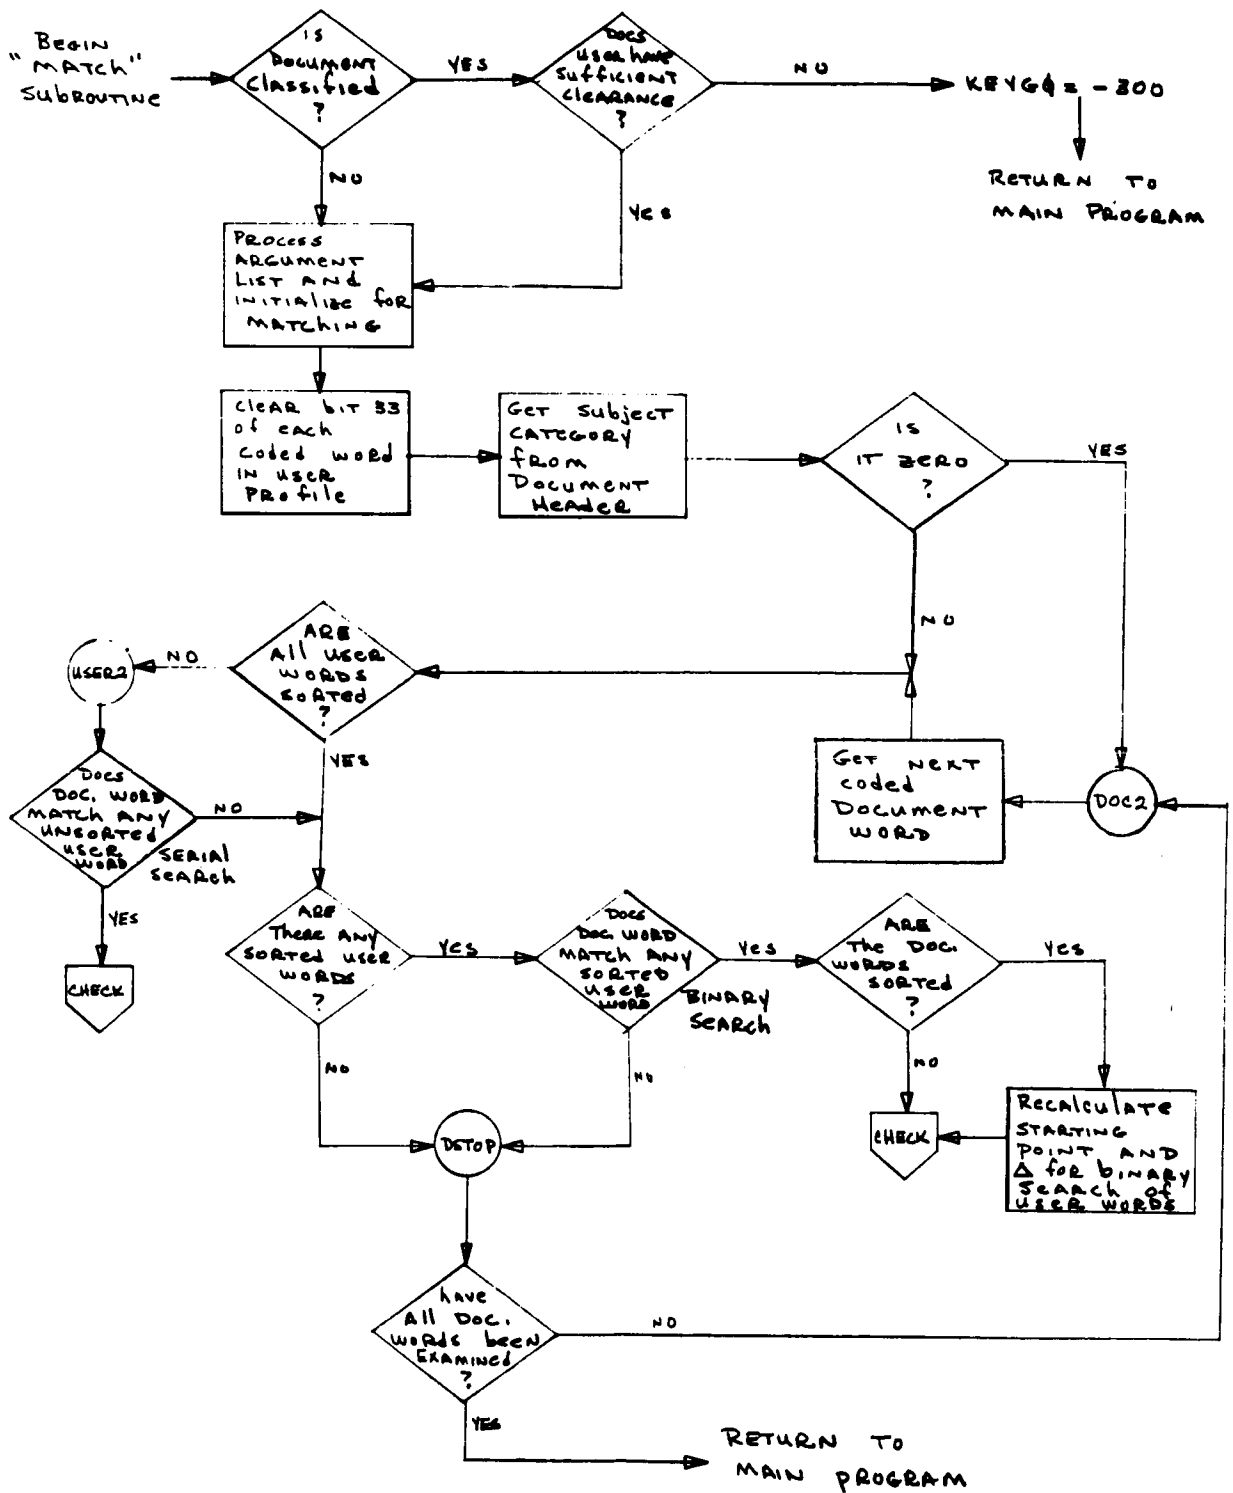 "BEGIN
MATCH"
SUBROUTINE
IS
DOCUMENT
CLASSIFIED
?
YES
DOES
USER HAVE
SUFFICIENT
CLEARANCE
?
NO
KEYGØ = -300
RETURN TO
MAIN PROGRAM
NO
YES
PROCESS
ARGUMENT
LIST AND
INITIALIZE FOR
MATCHING
CLEAR BIT 33
OF EACH
CODED WORD
IN USER
PROFILE
GET SUBJECT
CATEGORY
FROM
DOCUMENT
HEADER
IS
IT ZERO
?
YES
NO
ARE
ALL USER
WORDS
SORTED
?
NO
USER2
YES
GET NEXT
CODED
DOCUMENT
WORD
DOC2
DOES
DOC. WORD
MATCH ANY
UNSORTED
USER
WORD
NO
SERIAL
SEARCH
YES
CHECK
ARE
THERE ANY
SORTED USER
WORDS
?
YES
DOES
DOC. WORD
MATCH ANY
SORTED
USER
WORD
YES
BINARY
SEARCH
ARE
THE DOC.
WORDS
SORTED
?
YES
NO
NO
NO
CHECK
RECALCULATE
STARTING
POINT AND
Δ FOR BINARY
SEARCH OF
USER WORDS
DSTOP
HAVE
ALL DOC.
WORDS BEEN
EXAMINED
?
NO
YES
RETURN TO
MAIN PROGRAM